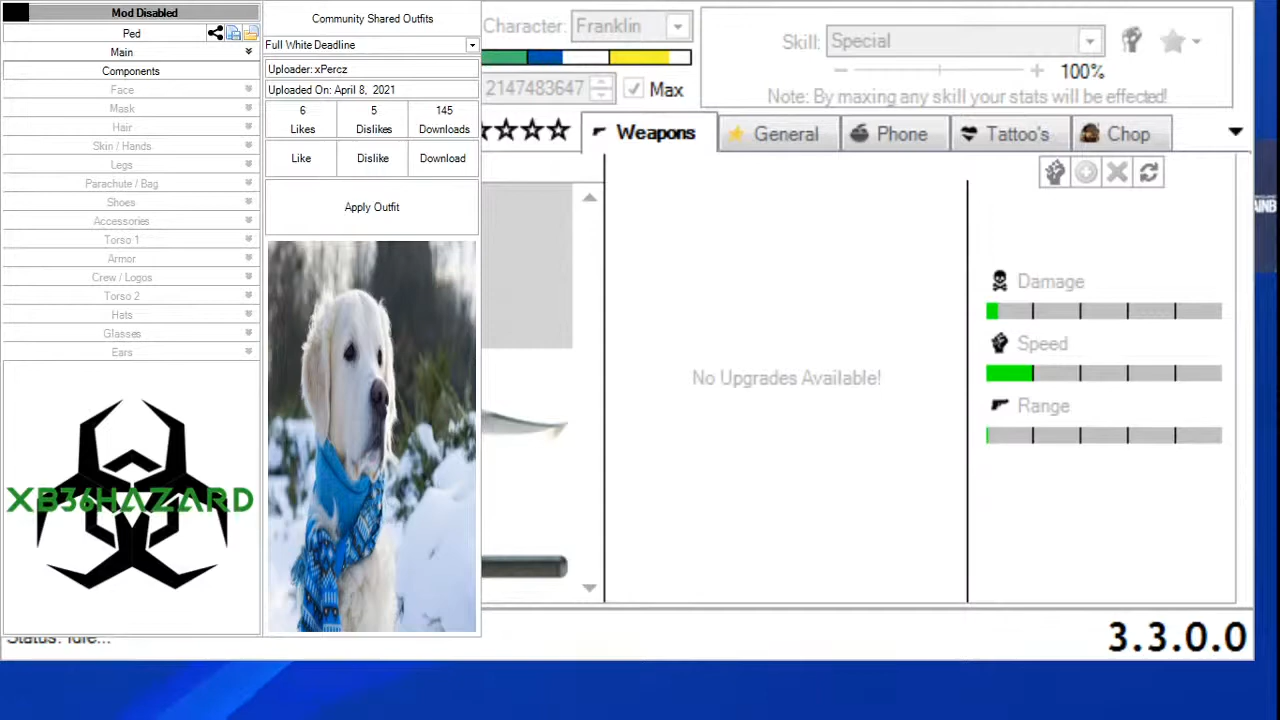 Mod Disabled
Ped
Main
Components
Face
Mask
Hair
Skin / Hands
Legs
Parachute / Bag
Shoes
Accessories
Torso 1
Armor
Crew / Logos
Torso 2
Hats
Glasses
Ears
XB36HAZARD
Community Shared Outfits
Full White Deadline
Uploader: xPercz
Uploaded On: April 8, 2021
6 5 145
Likes Dislikes Downloads
Like Dislike Download
Apply Outfit
Character: Franklin
2147483647 Max
Skill: Special
100%
Note: By maxing any skill your stats will be effected!
Weapons General Phone Tattoo's Chop
No Upgrades Available!
Damage
Speed
Range
Status: Idle...
3.3.0.0